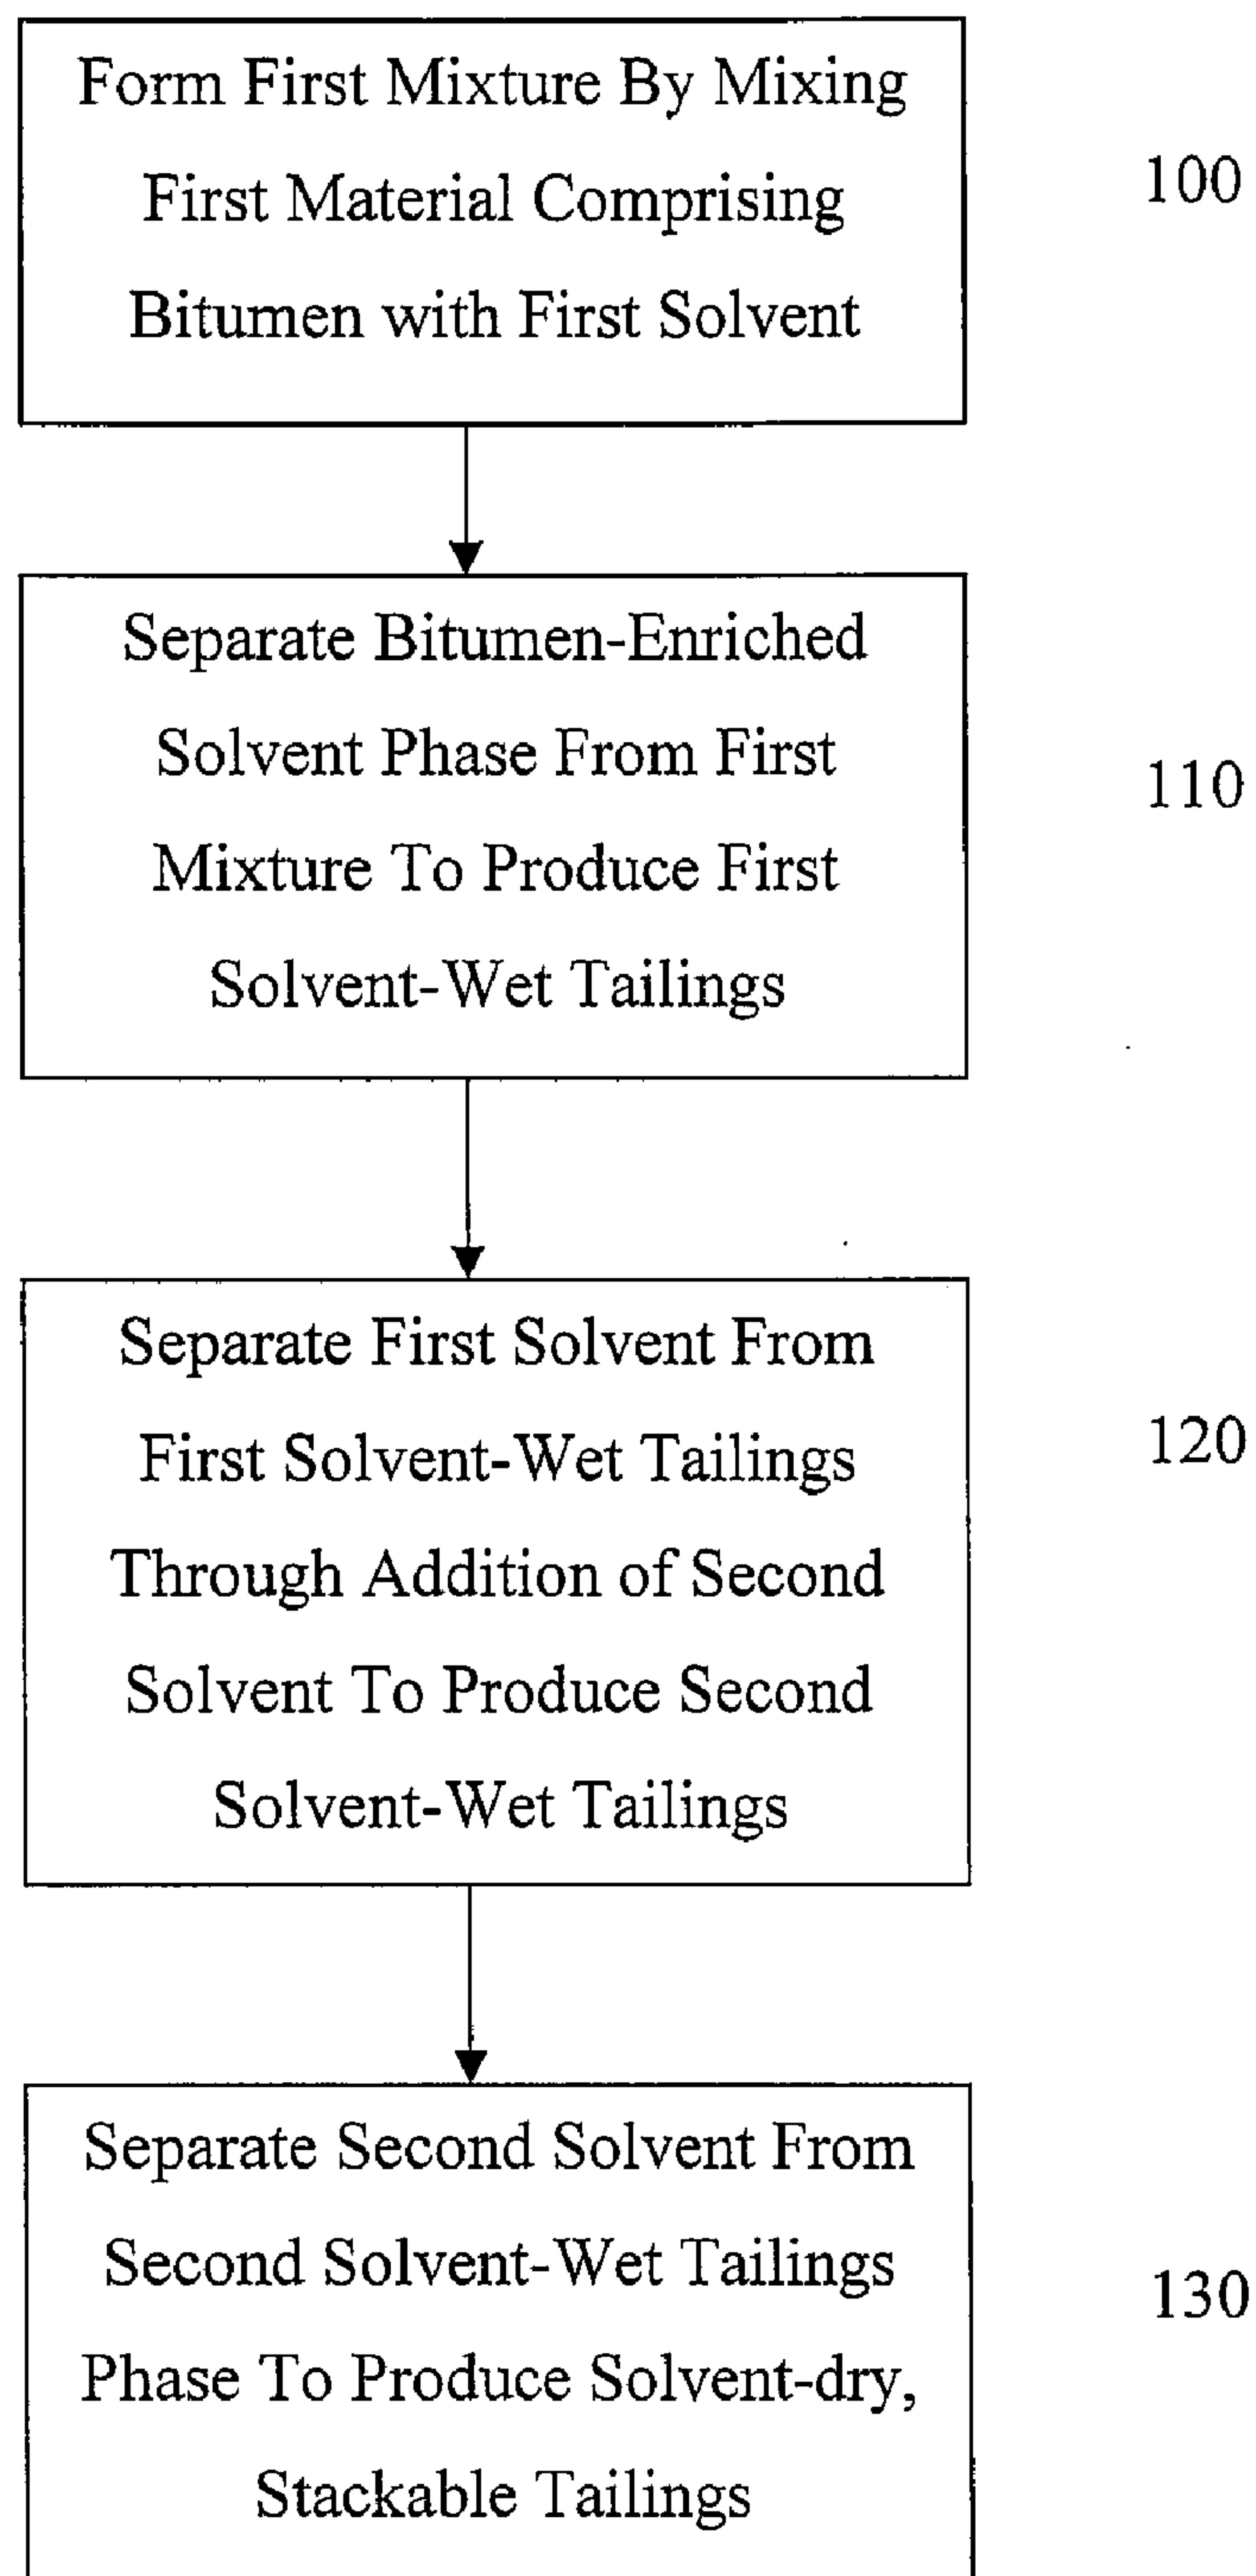 Form First Mixture By Mixing
First Material Comprising
Bitumen with First Solvent
100
Separate Bitumen-Enriched
Solvent Phase From First
Mixture To Produce First
Solvent-Wet Tailings
110
Separate First Solvent From
First Solvent-Wet Tailings
Through Addition of Second
Solvent To Produce Second
Solvent-Wet Tailings
120
Separate Second Solvent From
Second Solvent-Wet Tailings
Phase To Produce Solvent-dry,
Stackable Tailings
130